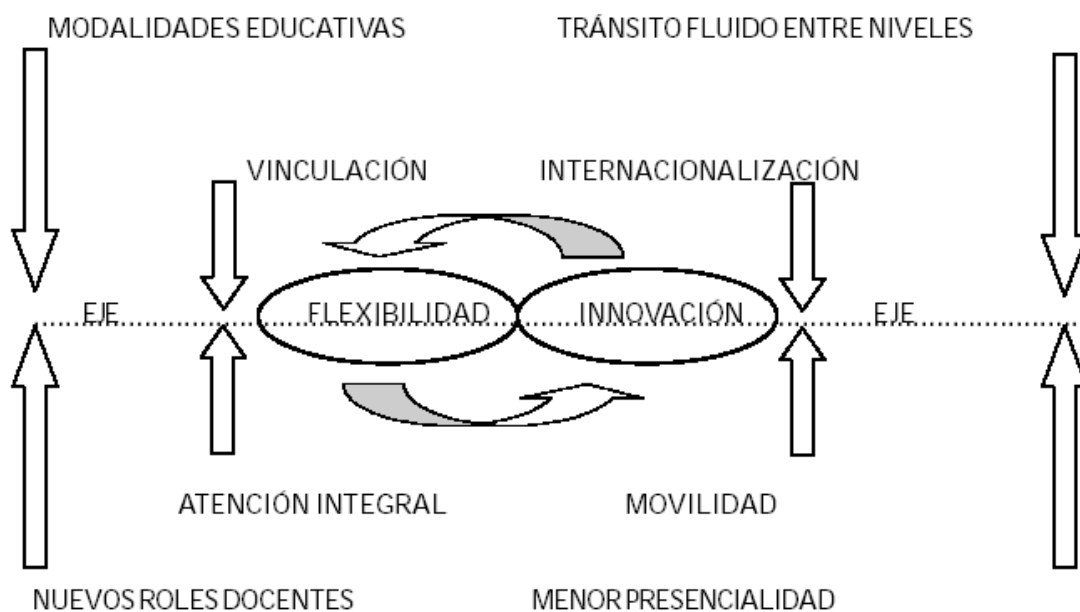 MODALIDADES EDUCATIVAS
TRÁNSITO FLUIDO ENTRE NIVELES
VINCULACIÓN
INTERNACIONALIZACIÓN
EJE
FLEXIBILIDAD
INNOVACIÓN
EJE
ATENCIÓN INTEGRAL
MOVILIDAD
NUEVOS ROLES DOCENTES
MENOR PRESENCIALIDAD